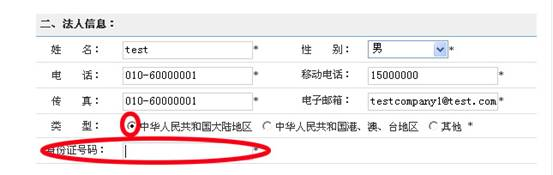 二、法人信息：
姓 名： test * 性 别： 男 *
电 话： 010-60000001 * 移动电话： 15000000 *
传 真： 010-60000001 * 电子邮箱： testcompany1@test.com *
类 型： 中华人民共和国大陆地区 中华人民共和国港、澳、台地区 其他 *
身份证号码： *